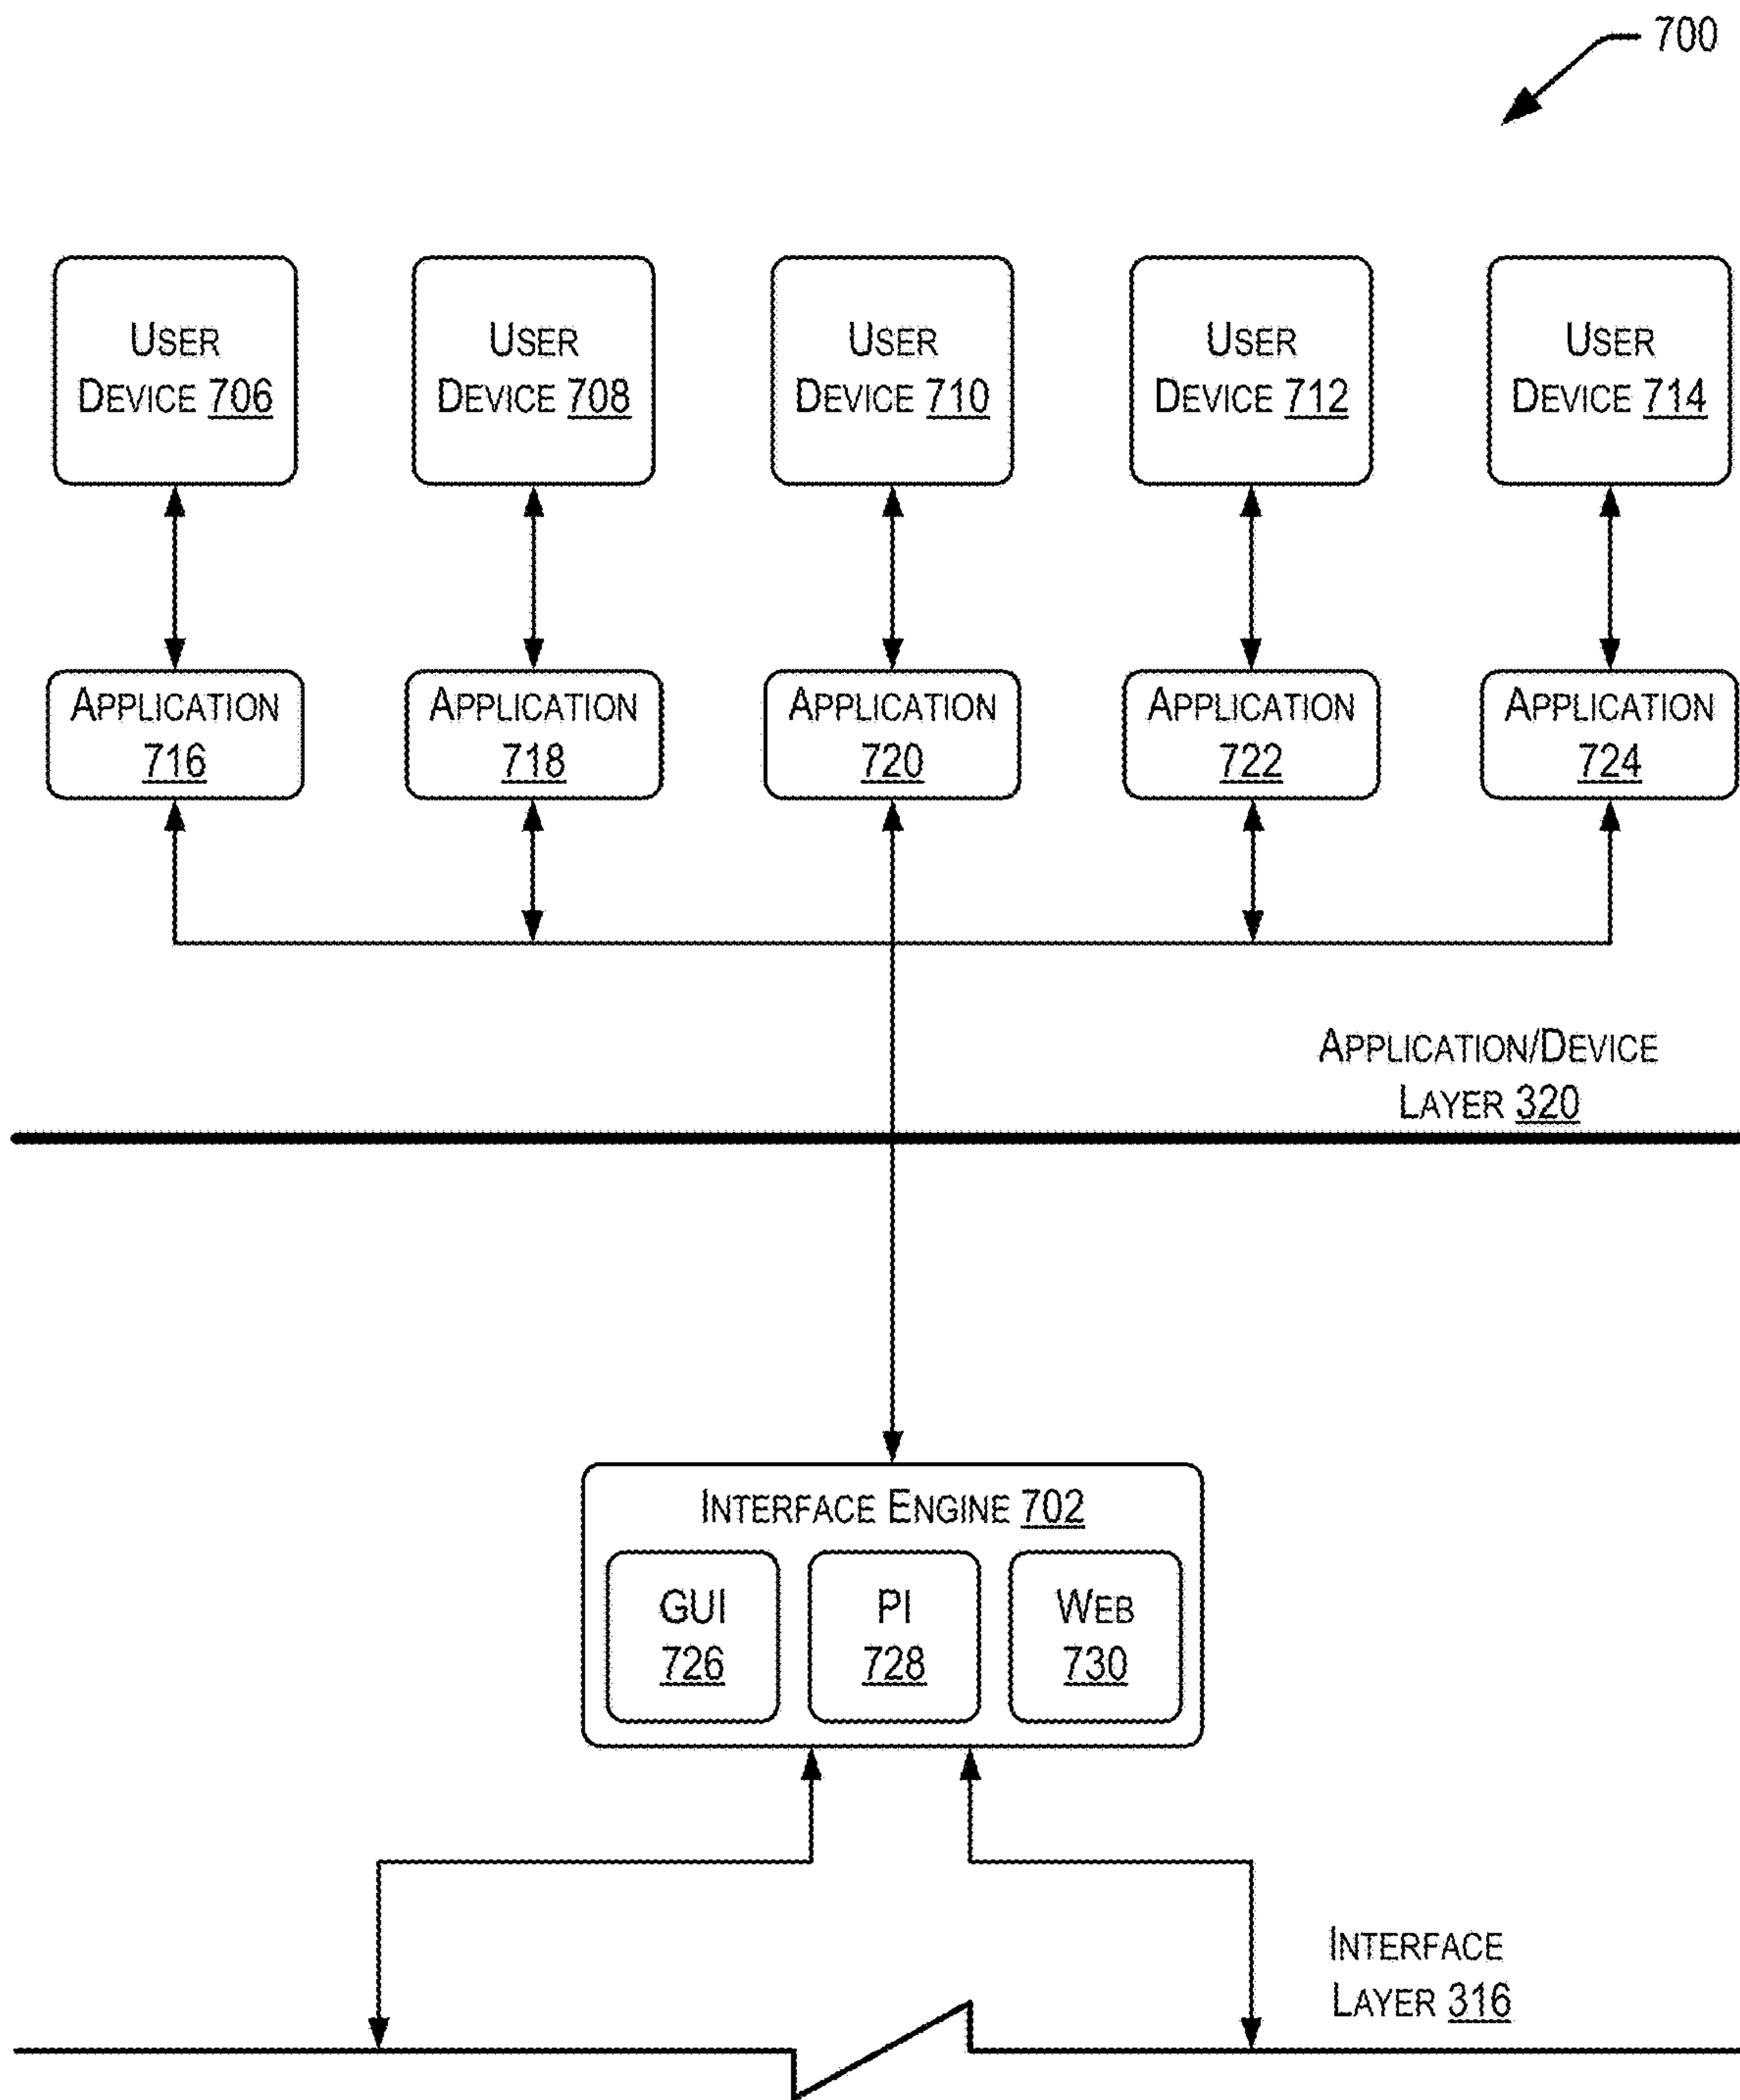 700
USER
DEVICE 706
USER
DEVICE 708
USER
DEVICE 710
USER
DEVICE 712
USER
DEVICE 714
APPLICATION
716
APPLICATION
718
APPLICATION
720
APPLICATION
722
APPLICATION
724
APPLICATION/DEVICE
LAYER 320
INTERFACE ENGINE 702
GUI
726
PI
728
WEB
730
INTERFACE
LAYER 316